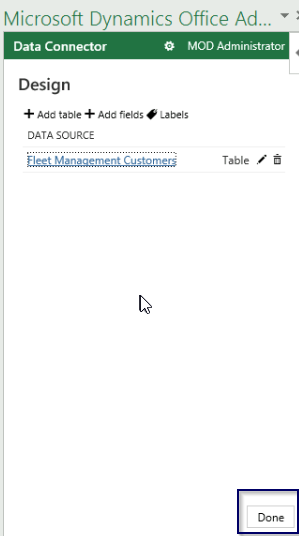 Microsoft Dynamics Office Ad...
Data Connector MOD Administrator
Design
Add table Add fields Labels
DATA SOURCE
Fleet Management Customers Table
Done